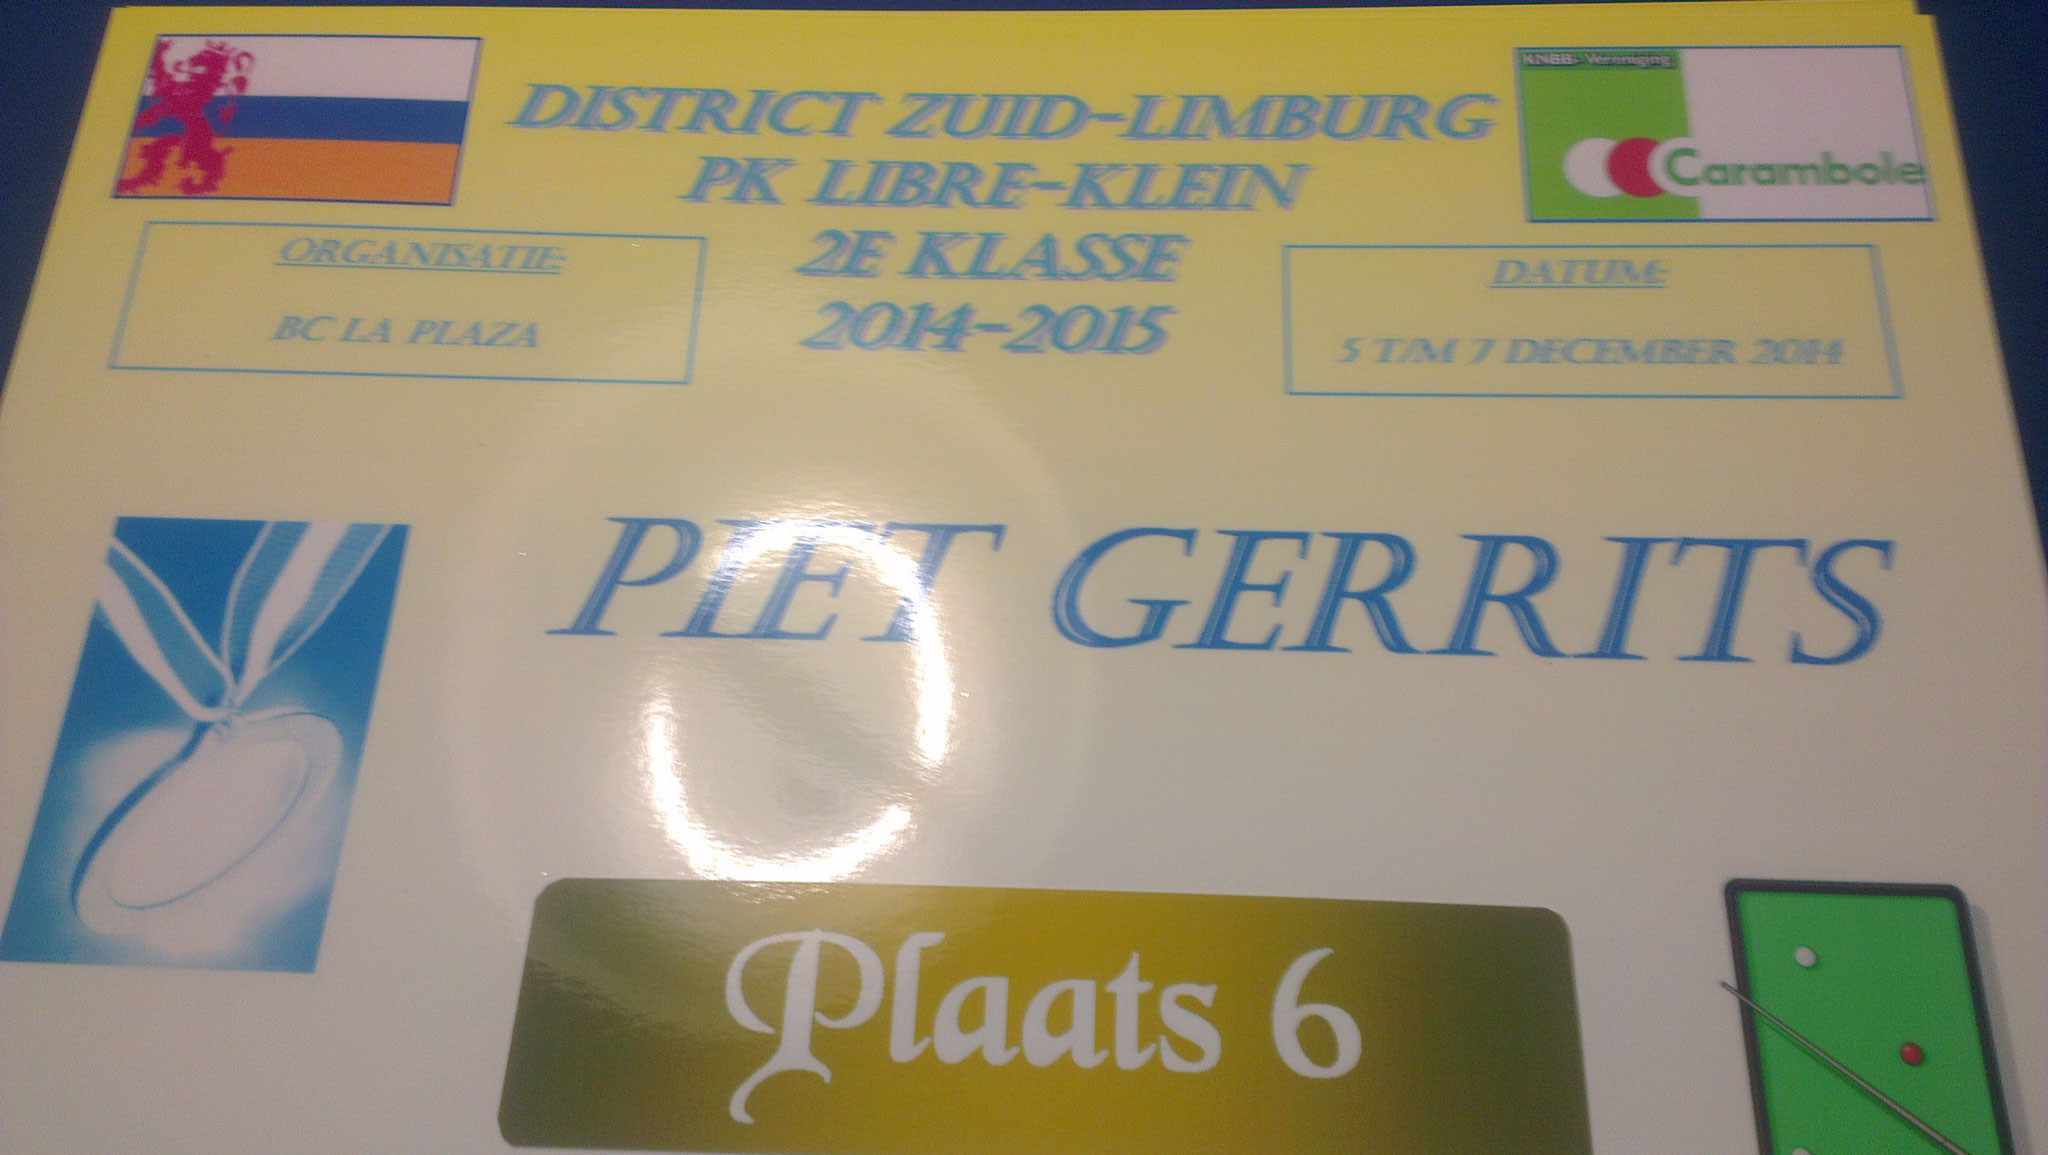 DISTRICT ZUID-LIMBURG
PK LIBRE-KLEIN
2E KLASSE
2014-2015
KNBB- Vereniging
Carambole
ORGANISATIE:
BC LA PLAZA
DATUM:
5 T/M 7 DECEMBER 2014
PIET GERRITS
Plaats 6